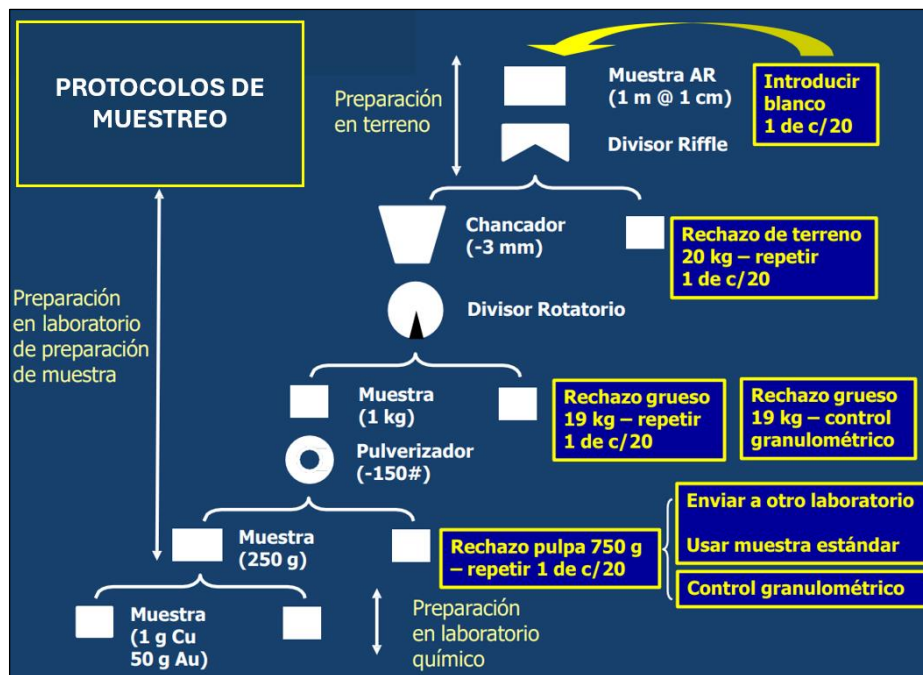 PROTOCOLOS DE
MUESTREO
Preparación
en terreno
Muestra AR
(1 m @ 1 cm)
Introducir
blanco
1 de c/20
Divisor Riffle
Chancador
(-3 mm)
Rechazo de terreno
20 kg – repetir
1 de c/20
Preparación
en laboratorio
de preparación
de muestra
Divisor Rotatorio
Muestra
(1 kg)
Rechazo grueso
19 kg – repetir
1 de c/20
Rechazo grueso
19 kg – control
granulométrico
Pulverizador
(-150#)
Muestra
(250 g)
Rechazo pulpa 750 g
– repetir 1 de c/20
Enviar a otro laboratorio
Usar muestra estándar
Control granulométrico
Muestra
(1 g Cu
50 g Au)
Preparación
en laboratorio
químico